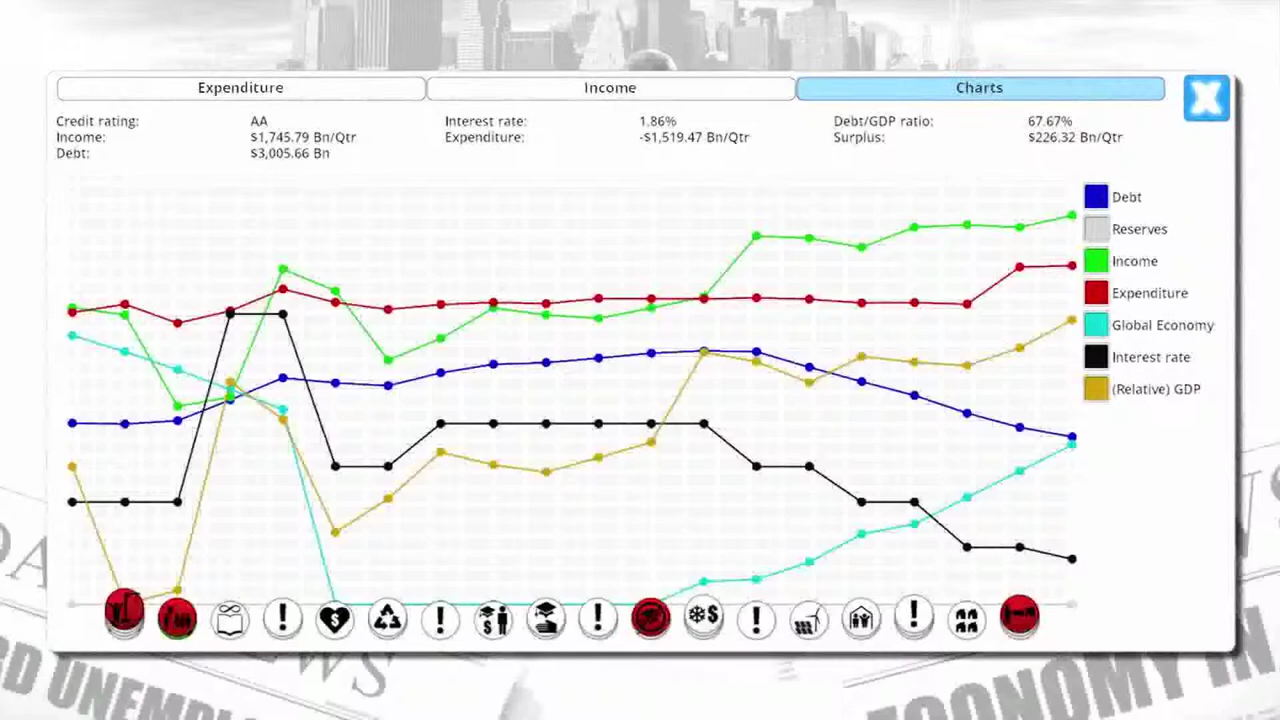 Expenditure Income Charts
Credit rating: AA Interest rate: 1.86% Debt/GDP ratio: 67.67%
Income: $1,745.79 Bn/Qtr Expenditure: -$1,519.47 Bn/Qtr Surplus: $226.32 Bn/Qtr
Debt: $3,005.66 Bn
Debt
Reserves
Income
Expenditure
Global Economy
Interest rate
(Relative) GDP
ECONOMY IN